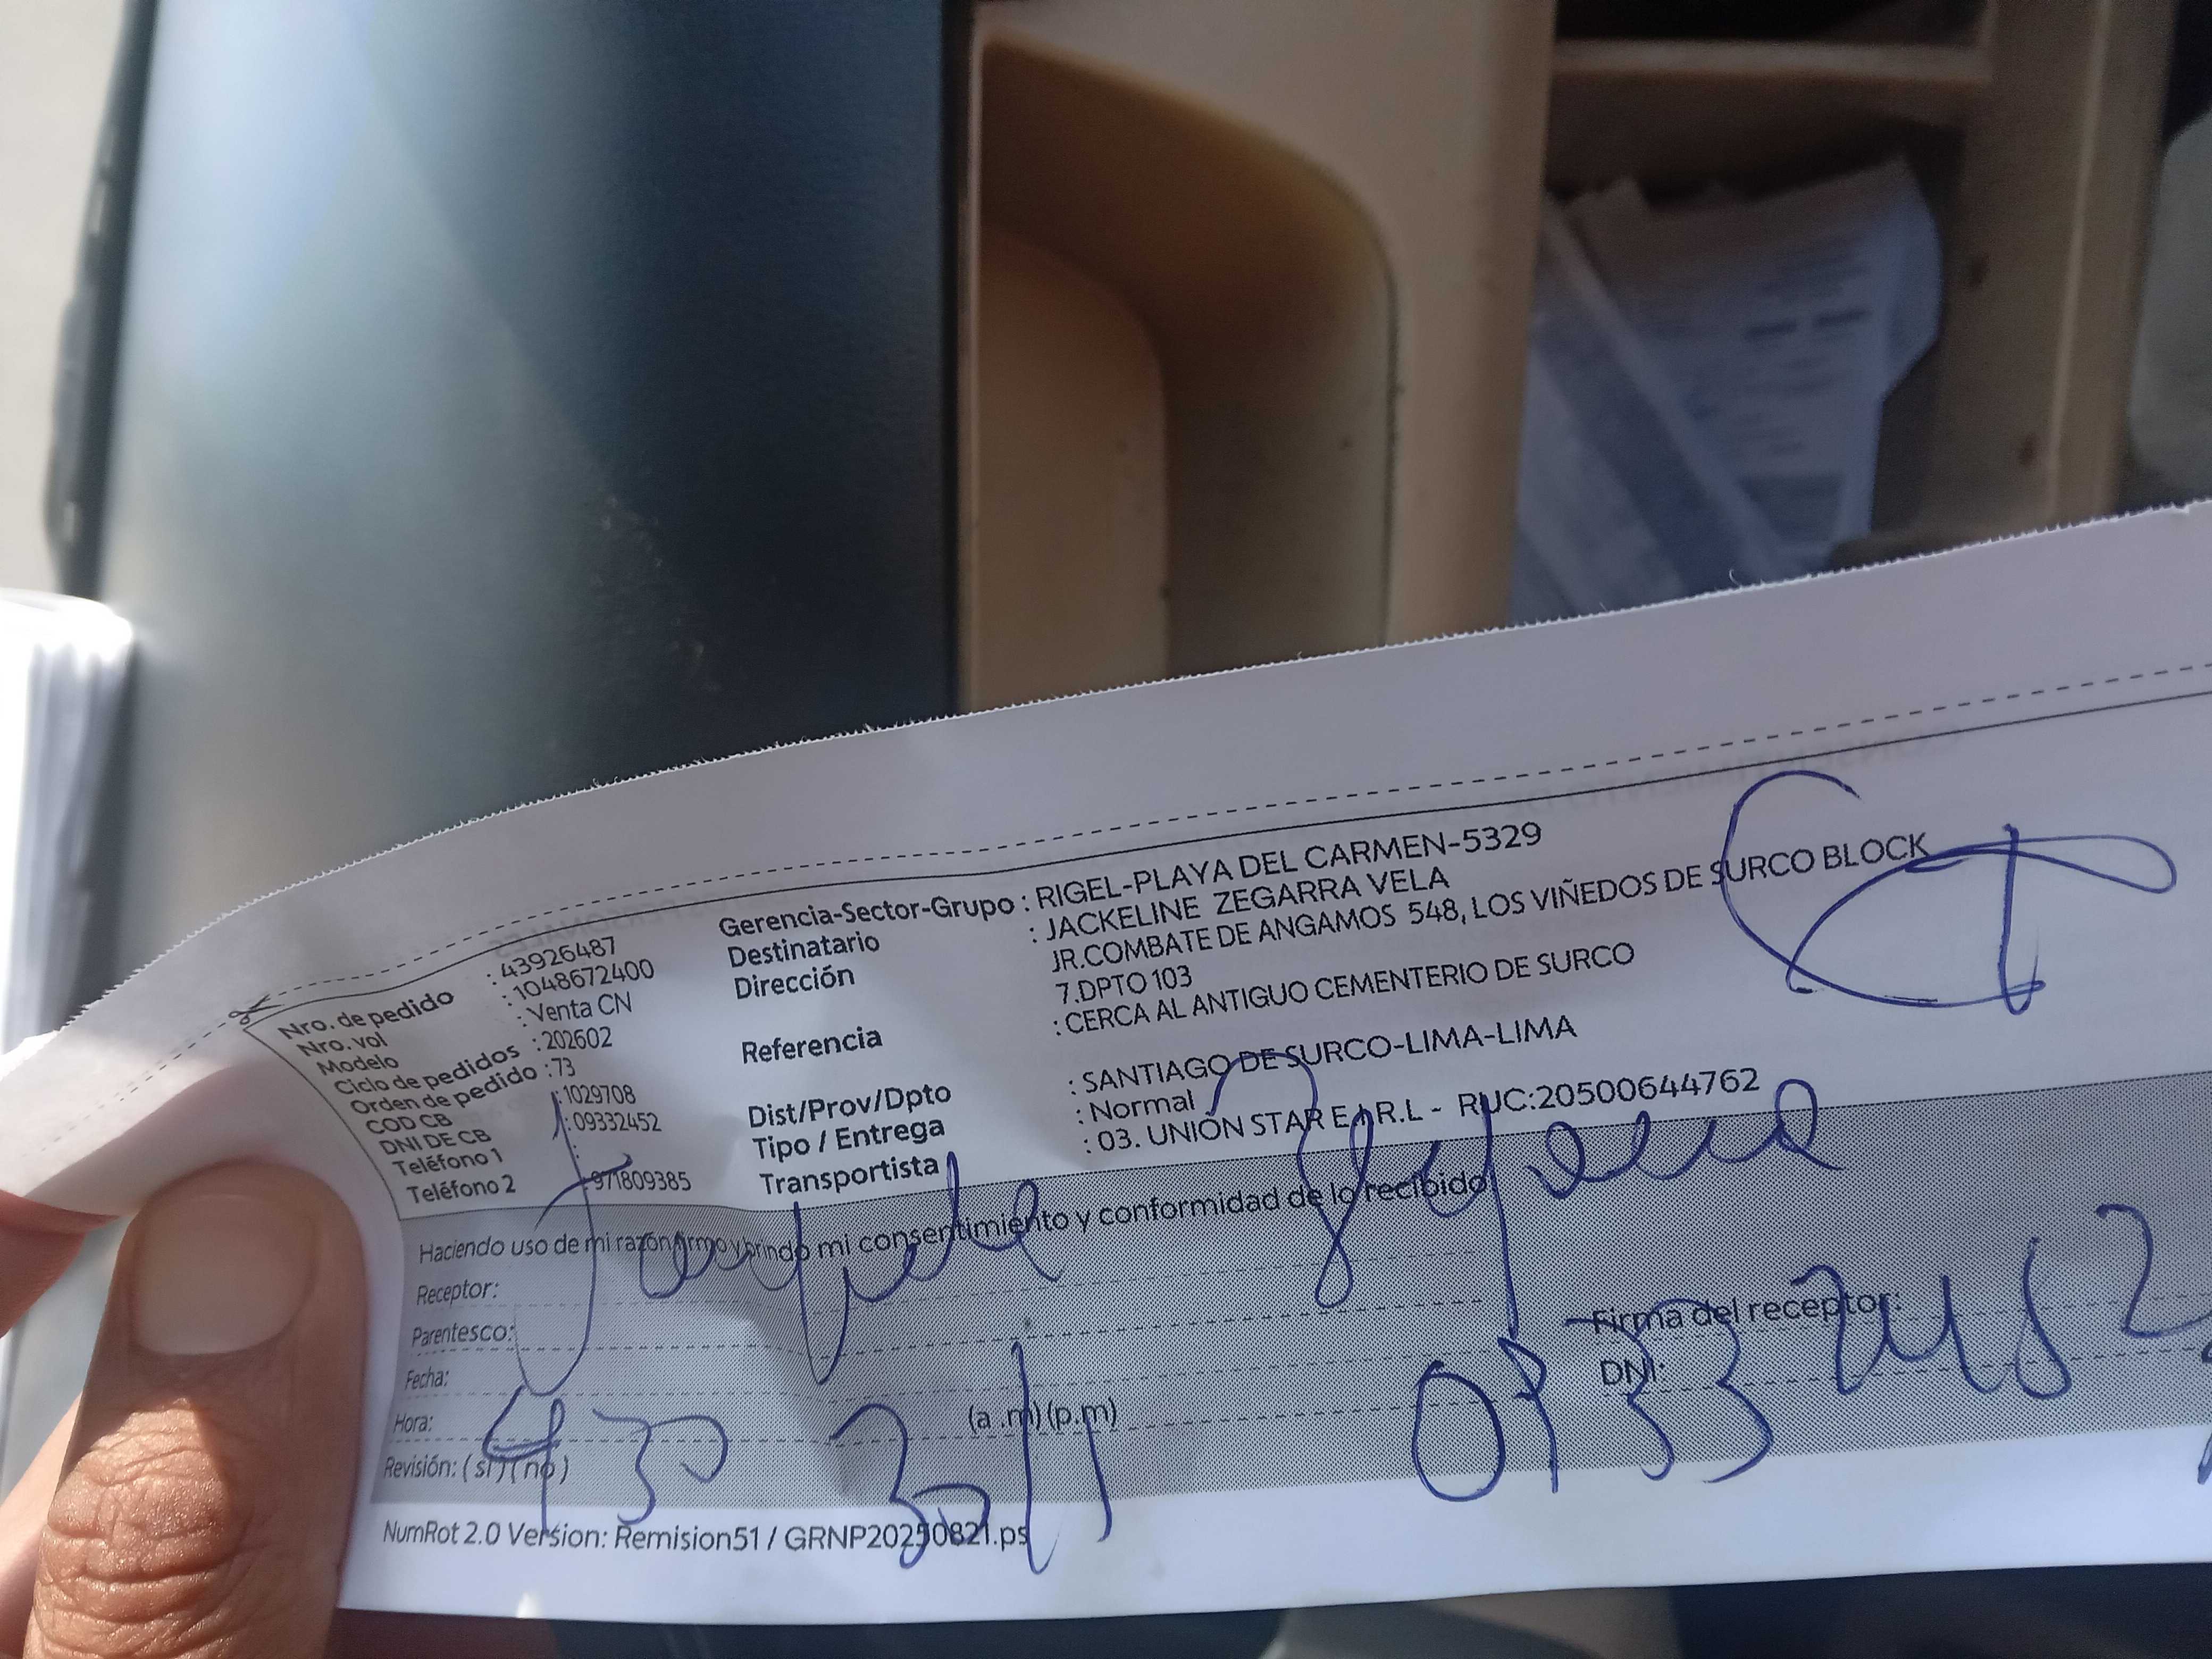 Nro. de pedido : 43926487
Nro. vol : 1048672400
Modelo : Venta CN
Ciclo de pedidos : 202602
Orden de pedido : 73
COD CB : 1029708
DNI DE CB : 09332452
Teléfono 1 :
Teléfono 2 : 971809385
Gerencia-Sector-Grupo : RIGEL-PLAYA DEL CARMEN-5329
Destinatario : JACKELINE ZEGARRA VELA
Dirección JR.COMBATE DE ANGAMOS 548, LOS VIÑEDOS DE SURCO BLOCK
7.DPTO 103
Referencia : CERCA AL ANTIGUO CEMENTERIO DE SURCO
Dist/Prov/Dpto : SANTIAGO DE SURCO-LIMA-LIMA
Tipo / Entrega : Normal
Transportista : 03. UNIÓN STAR E.I.R.L - RUC:20500644762
Haciendo uso de mi razón firmo y brindo mi consentimiento y conformidad de lo recibido
Receptor:
Parentesco:
Fecha:
Hora: (a .m)(p.m)
Revisión: ( si ) ( no )
Firma del receptor:
DNI: 09332452
430
NumRot 2.0 Version: Remision51 / GRNP20250821.ps